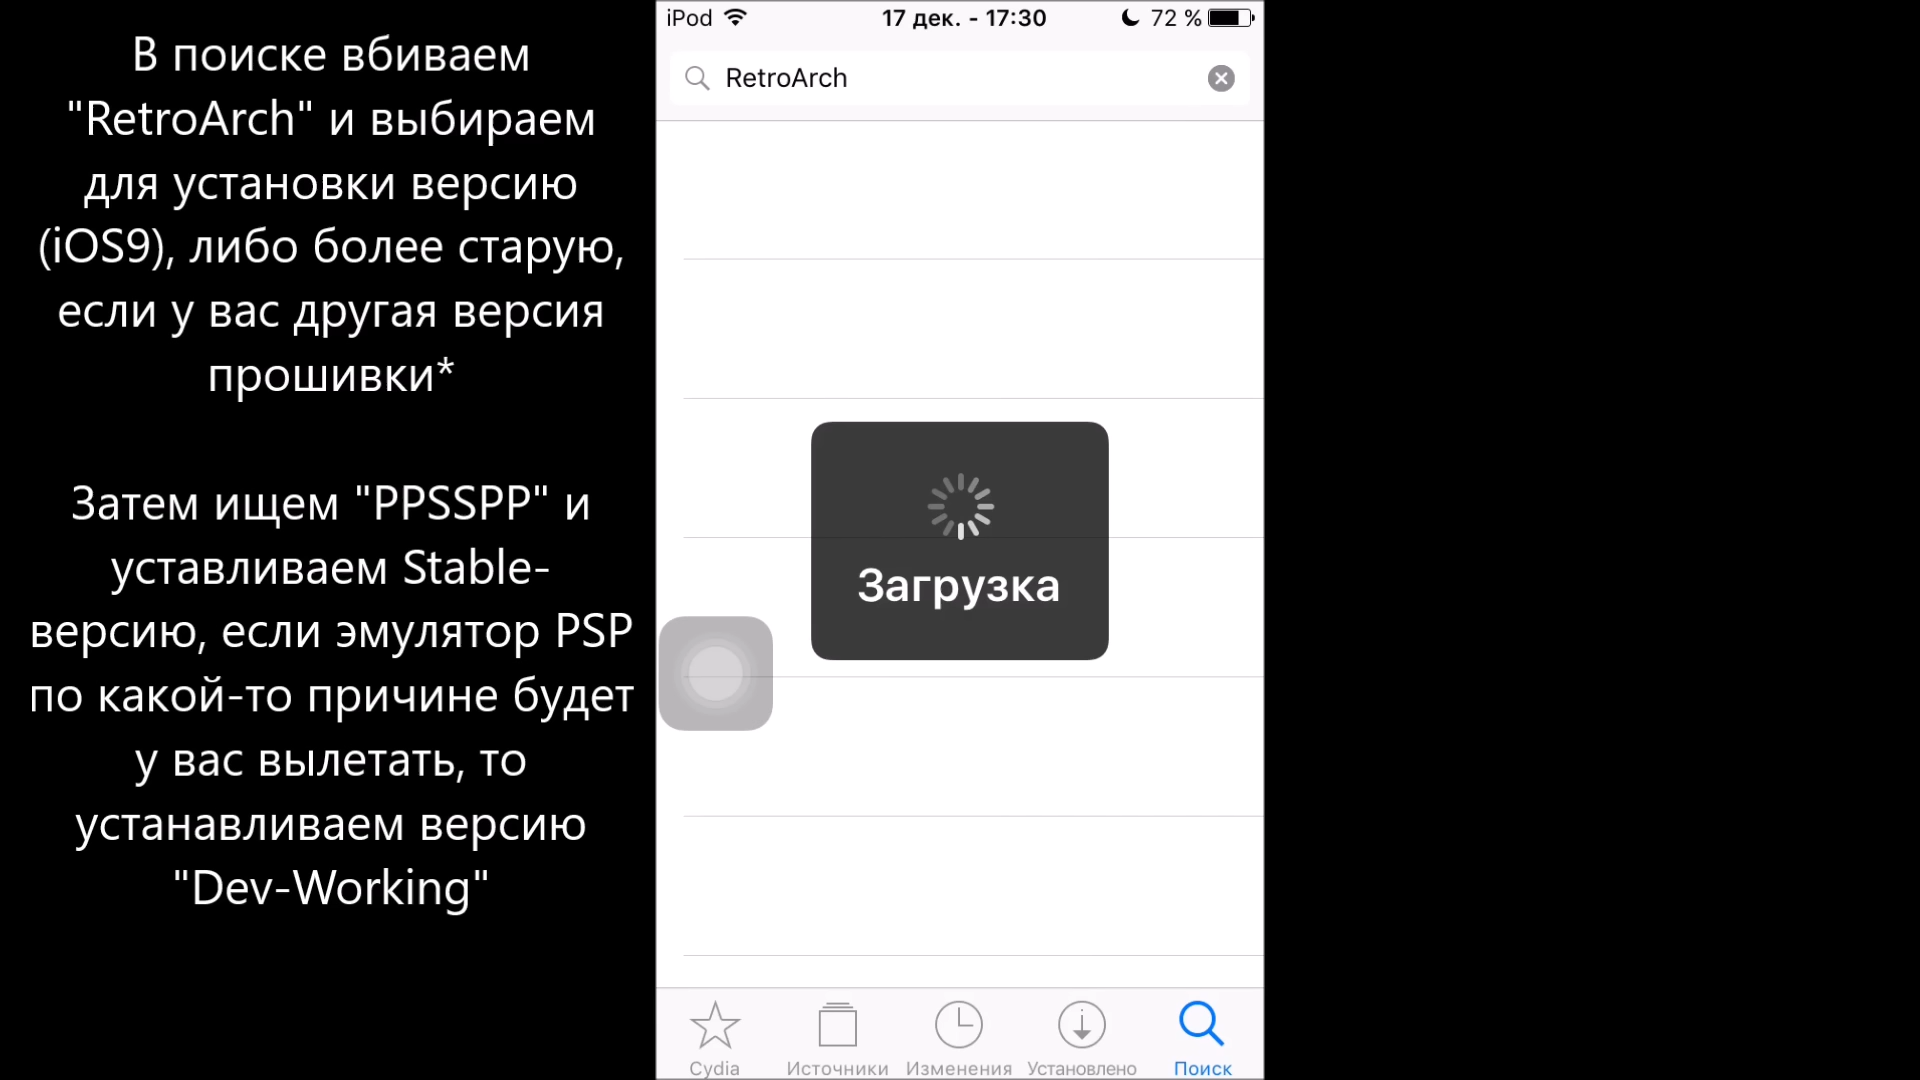 В поиске вбиваем
"RetroArch" и выбираем
для установки версию
(iOS9), либо более старую,
если у вас другая версия
прошивки*
Затем ищем "PPSSPP" и
уставливаем Stable-
версию, если эмулятор PSP
по какой-то причине будет
у вас вылетать, то
устанавливаем версию
"Dev-Working"
iPod 17 дек. - 17:30 72 %
RetroArch
Загрузка
Cydia Источники Изменения Установлено Поиск